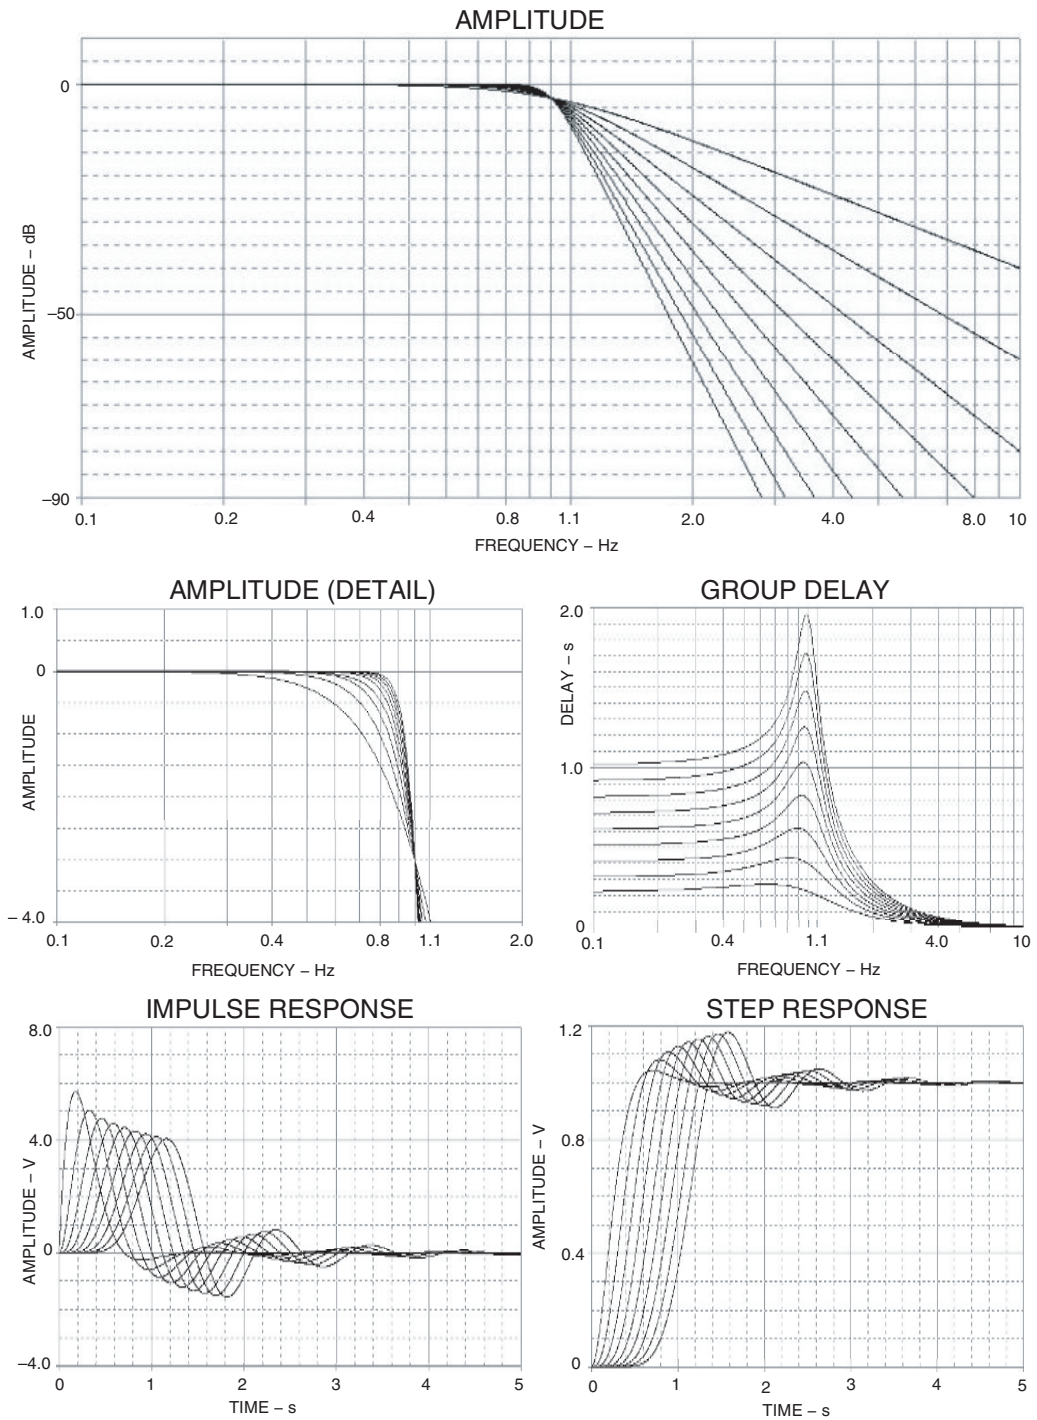 AMPLITUDE
0
–50
–90
AMPLITUDE – dB
0.1 0.2 0.4 0.8 1.1 2.0 4.0 8.0 10
FREQUENCY – Hz
AMPLITUDE (DETAIL)
1.0
0
– 4.0
AMPLITUDE
0.1 0.2 0.4 0.8 1.1 2.0
FREQUENCY – Hz
GROUP DELAY
2.0
1.0
0
DELAY – s
0.1 0.4 1.1 4.0 10
FREQUENCY – Hz
IMPULSE RESPONSE
8.0
4.0
0
–4.0
AMPLITUDE – V
0 1 2 3 4 5
TIME – s
STEP RESPONSE
1.2
0.8
0.4
0
AMPLITUDE – V
0 1 2 3 4 5
TIME – s